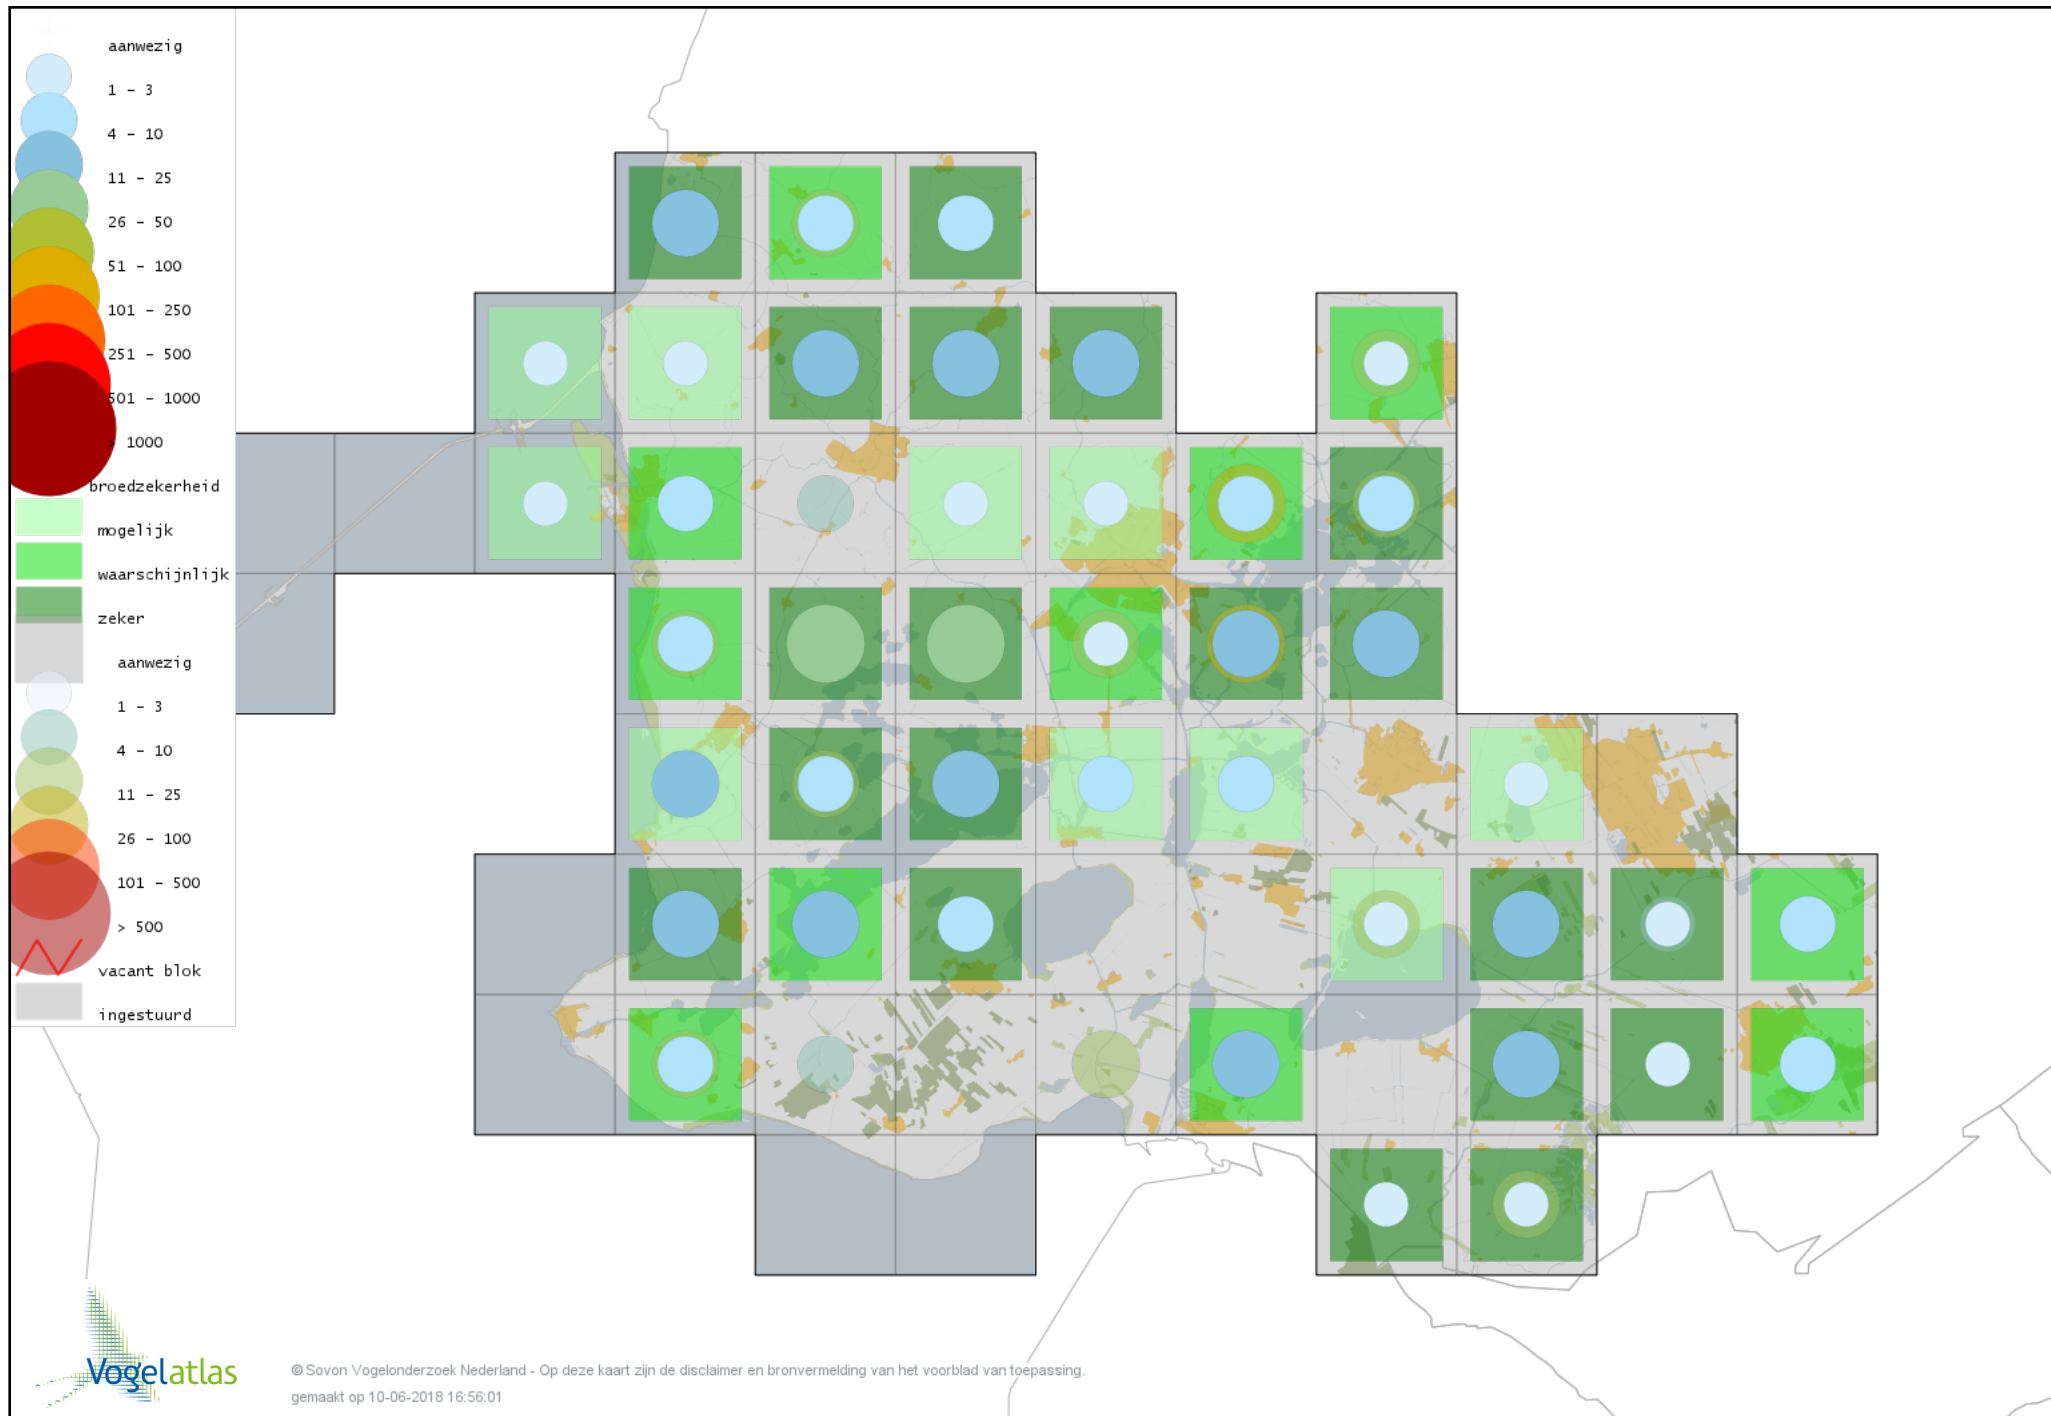 aanwezig
1 - 3
4 - 10
11 - 25
26 - 50
51 - 100
101 - 250
251 - 500
501 - 1000
> 1000
broedzekerheid
mogelijk
waarschijnlijk
zeker
aanwezig
1 - 3
4 - 10
11 - 25
26 - 100
101 - 500
> 500
vacant blok
ingestuurd
Vogelatlas
© Sovon Vogelonderzoek Nederland - Op deze kaart zijn de disclaimer en bronvermelding van het voorblad van toepassing.
gemaakt op 10-06-2018 16:56:01